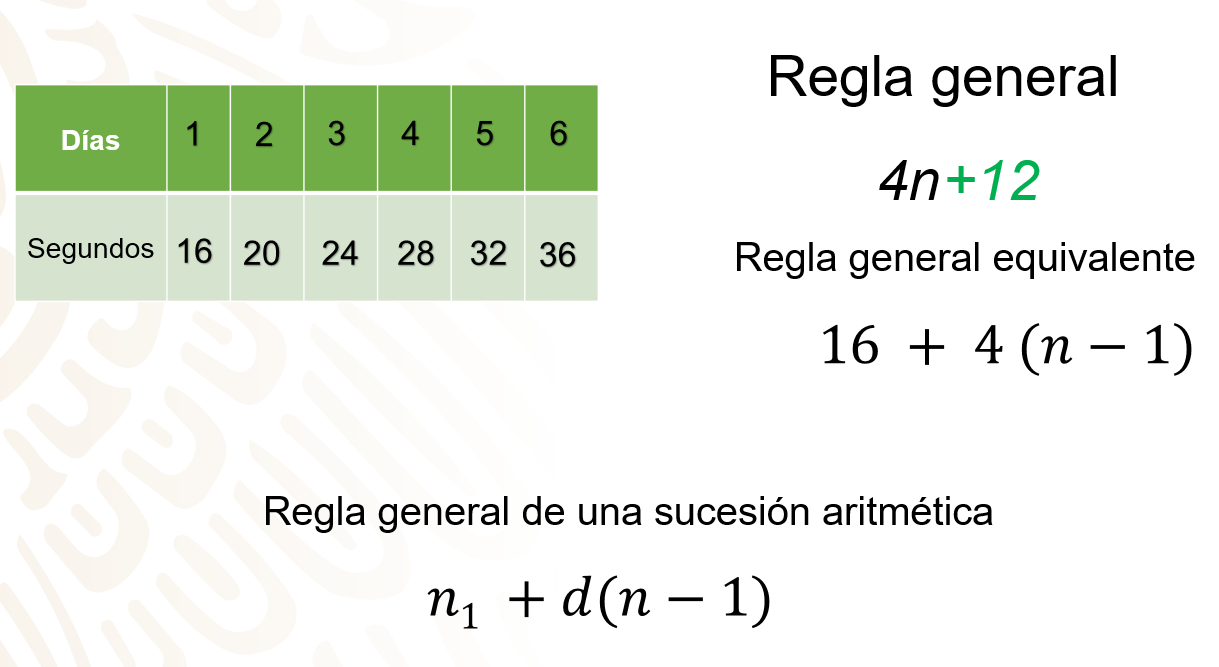 Días 1 2 3 4 5 6
Segundos 16 20 24 28 32 36
Regla general
4n+12
Regla general equivalente
16 + 4 (n − 1)
Regla general de una sucesión aritmética
n₁ + d(n − 1)